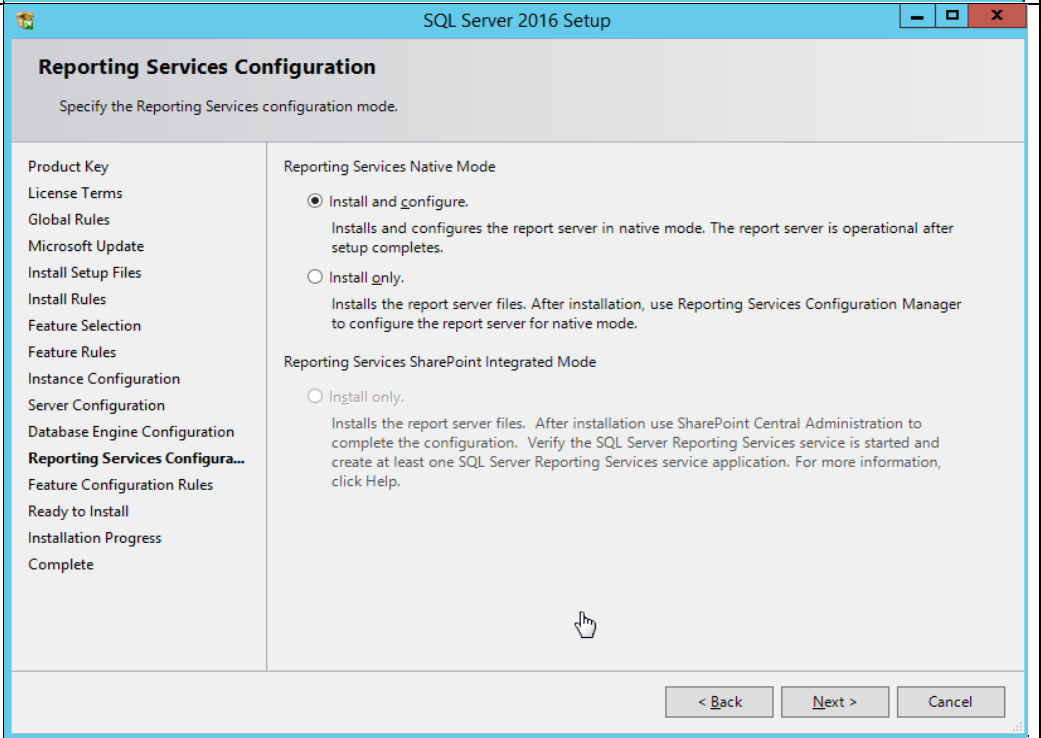 SQL Server 2016 Setup
Reporting Services Configuration
Specify the Reporting Services configuration mode.
Product Key
License Terms
Global Rules
Microsoft Update
Install Setup Files
Install Rules
Feature Selection
Feature Rules
Instance Configuration
Server Configuration
Database Engine Configuration
Reporting Services Configura...
Feature Configuration Rules
Ready to Install
Installation Progress
Complete
Reporting Services Native Mode
Install and configure.
Installs and configures the report server in native mode. The report server is operational after
setup completes.
Install only.
Installs the report server files. After installation, use Reporting Services Configuration Manager
to configure the report server for native mode.
Reporting Services SharePoint Integrated Mode
Install only.
Installs the report server files.  After installation use SharePoint Central Administration to
complete the configuration.  Verify the SQL Server Reporting Services service is started and
create at least one SQL Server Reporting Services service application. For more information,
click Help.
< Back
Next >
Cancel